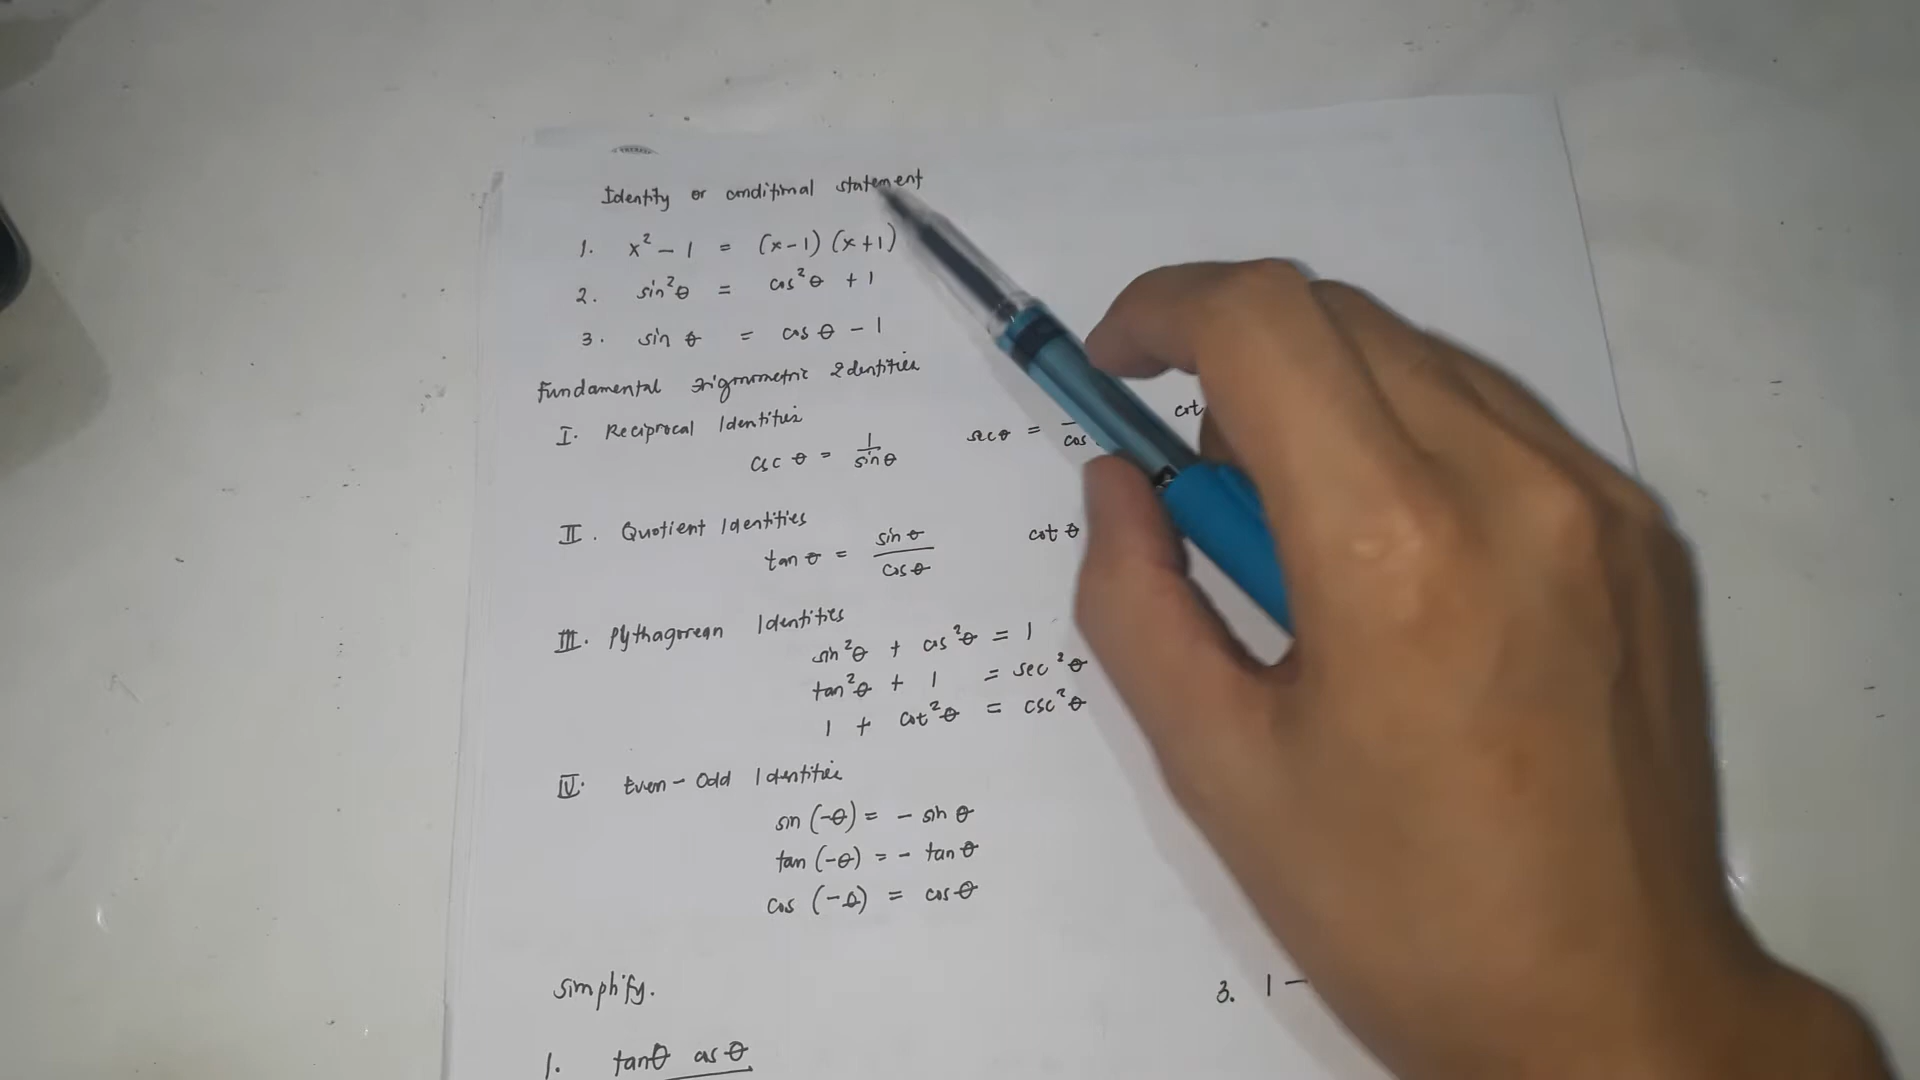 Identity or conditional statement
1. x² - 1 = (x-1) (x+1)
2. sin²θ = cos²θ + 1
3. sin θ = cos θ - 1
Fundamental Trigonometric Identities
I. Reciprocal Identities
csc θ = 1/sin θ sec θ = cos cot
II. Quotient Identities
tan θ = sin θ/cos θ cot θ
III. Pythagorean Identities
sin²θ + cos²θ = 1
tan²θ + 1 = sec²θ
1 + cot²θ = csc²θ
IV. Even-Odd Identities
sin (-θ) = - sin θ
tan (-θ) = - tan θ
cos (-θ) = cos θ
simplify.
3. 1 -
1. tanθ cos θ